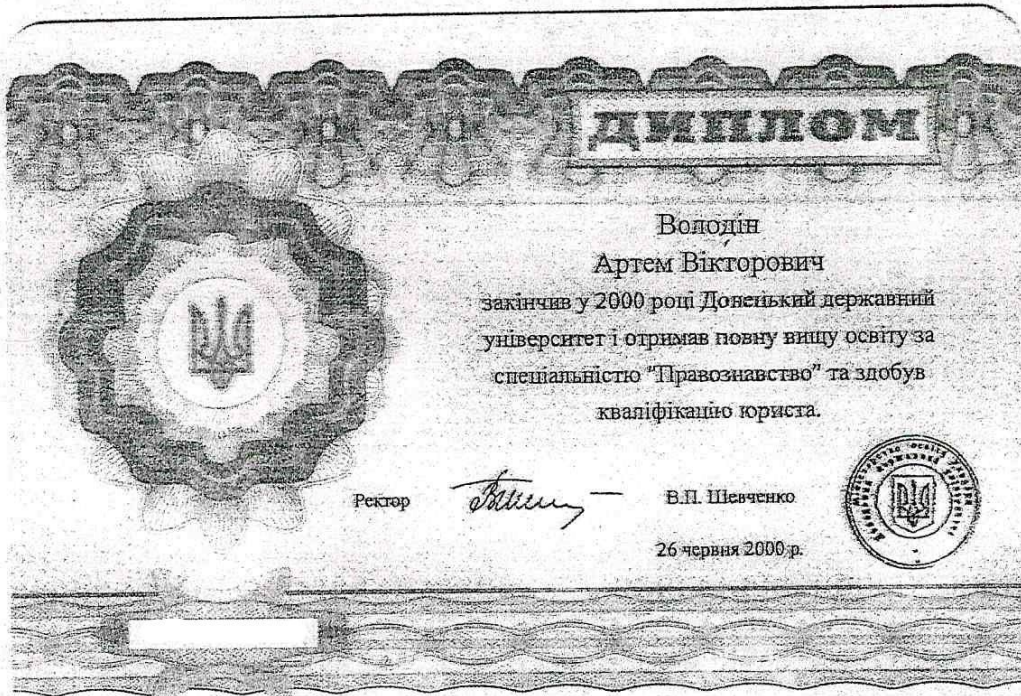 ДИПЛОМ
Володін
Артем Вікторович
закінчив у 2000 році Донецький державний
університет і отримав повну вищу освіту за
спеціальністю "Правознавство" та здобув
кваліфікацію юриста.
Ректор
В.П. Шевченко
26 червня 2000 р.